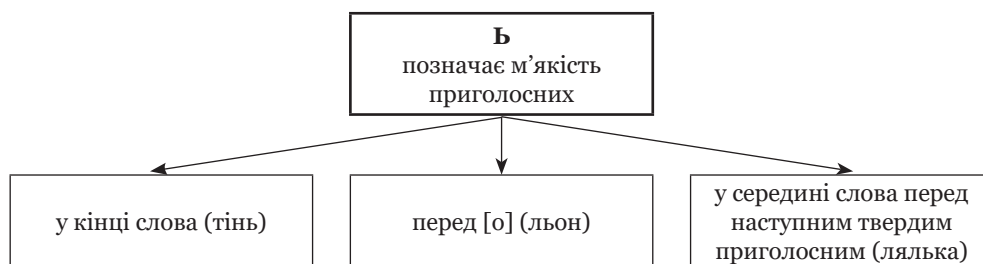 Ь
позначає м’якість
приголосних
у кінці слова (тінь)
перед [о] (льон)
у середині слова перед
наступним твердим
приголосним (лялька)